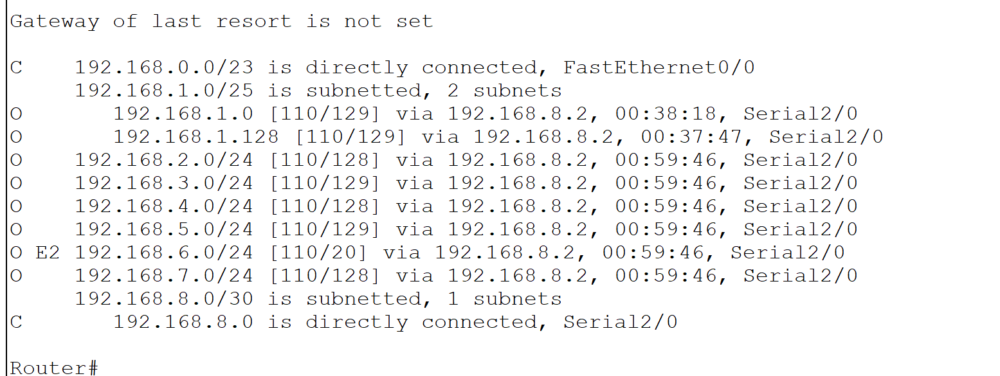 Gateway of last resort is not set
C    192.168.0.0/23 is directly connected, FastEthernet0/0
     192.168.1.0/25 is subnetted, 2 subnets
O       192.168.1.0 [110/129] via 192.168.8.2, 00:38:18, Serial2/0
O       192.168.1.128 [110/129] via 192.168.8.2, 00:37:47, Serial2/0
O    192.168.2.0/24 [110/128] via 192.168.8.2, 00:59:46, Serial2/0
O    192.168.3.0/24 [110/129] via 192.168.8.2, 00:59:46, Serial2/0
O    192.168.4.0/24 [110/128] via 192.168.8.2, 00:59:46, Serial2/0
O    192.168.5.0/24 [110/129] via 192.168.8.2, 00:59:46, Serial2/0
O E2 192.168.6.0/24 [110/20] via 192.168.8.2, 00:59:46, Serial2/0
O    192.168.7.0/24 [110/128] via 192.168.8.2, 00:59:46, Serial2/0
     192.168.8.0/30 is subnetted, 1 subnets
C       192.168.8.0 is directly connected, Serial2/0
Router#